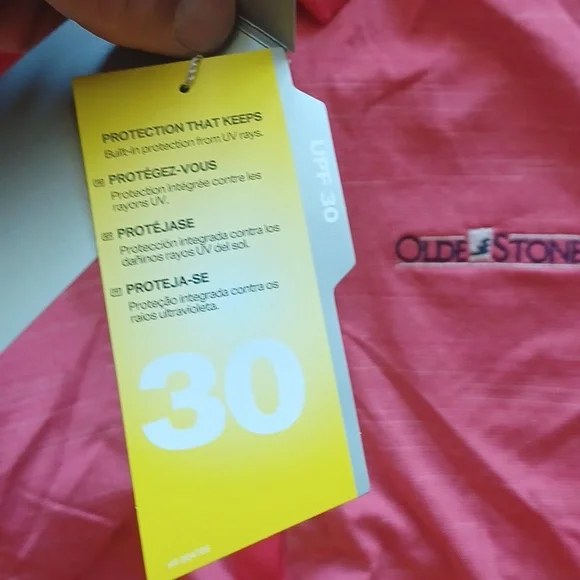 PROTECTION THAT KEEPS
Built-in protection from UV rays.
PROTÉGEZ-VOUS
Protection intégrée contre les
rayons UV.
PROTÉJASE
Protección integrada contra los
dañinos rayos UV del sol.
PROTEJA-SE
Proteção integrada contra os
raios ultravioleta.
30
UPF 30
OLDE STONE